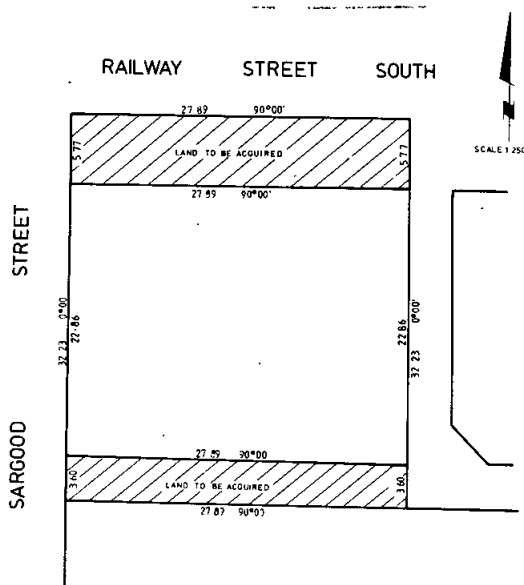 RAILWAY STREET SOUTH
27.89 90°00'
5.77
LAND TO BE ACQUIRED
5.77
SCALE 1:250
27.89 90°00'
STREET
SARGOOD
0°00'
32.23
22.86
22.86
0°00'
32.23
27.89 90°00
3.60
LAND TO BE ACQUIRED
3.60
27.89 90°00